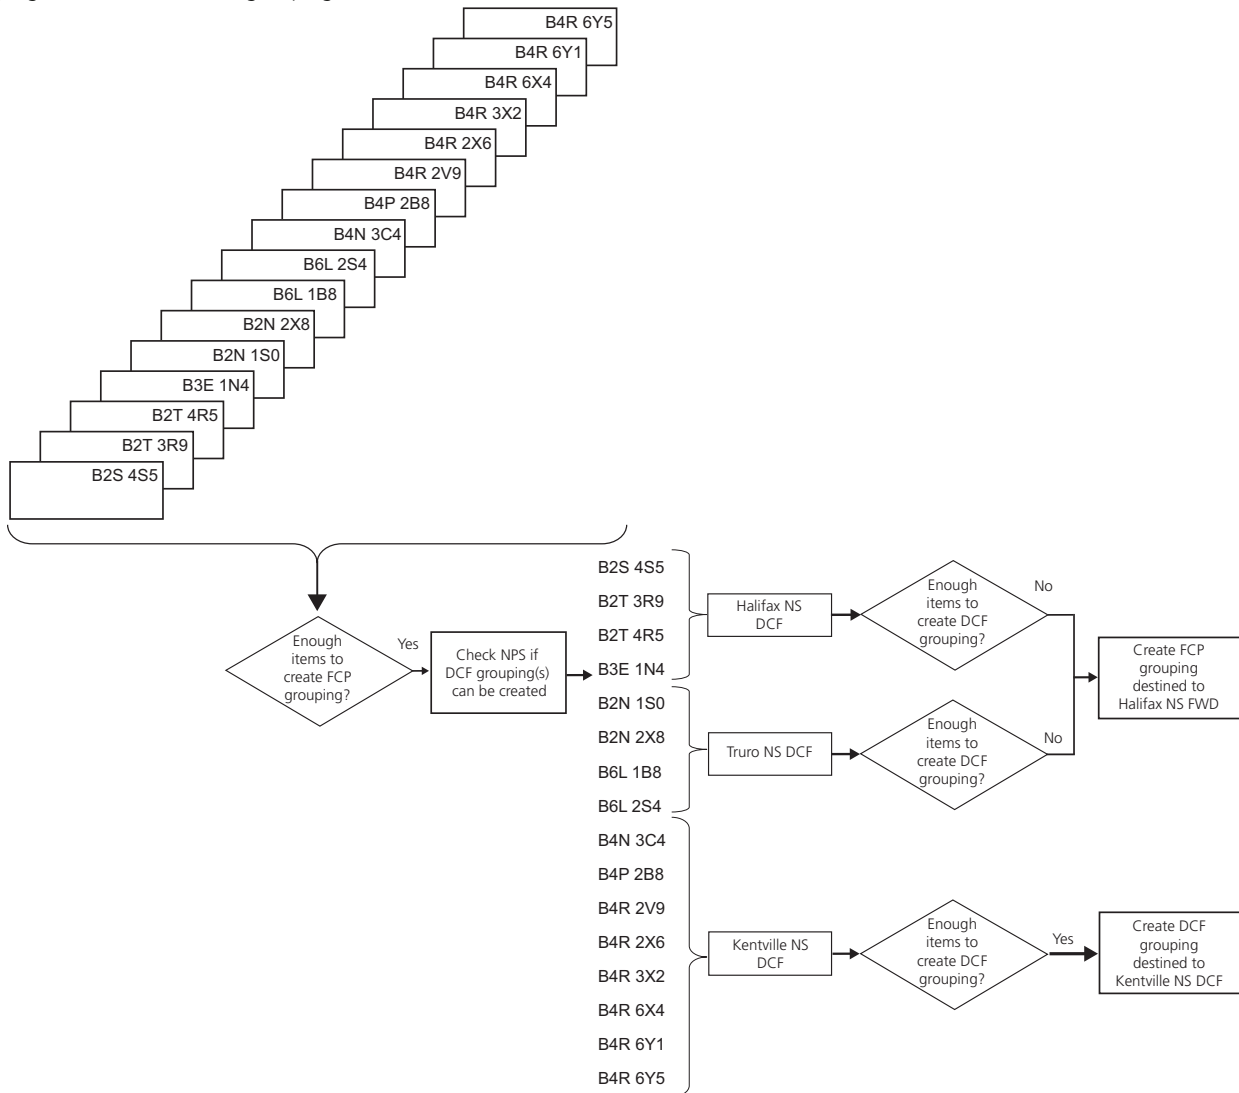 B4R 6Y5
B4R 6Y1
B4R 6X4
B4R 3X2
B4R 2X6
B4R 2V9
B4P 2B8
B4N 3C4
B6L 2S4
B6L 1B8
B2N 2X8
B2N 1S0
B3E 1N4
B2T 4R5
B2T 3R9
B2S 4S5
Enough
items to
create FCP
grouping?
Yes
Check NPS if
DCF grouping(s)
can be created
B2S 4S5
B2T 3R9
B2T 4R5
B3E 1N4
Halifax NS
DCF
Enough
items to
create DCF
grouping?
No
B2N 1S0
B2N 2X8
B6L 1B8
B6L 2S4
Truro NS DCF
Enough
items to
create DCF
grouping?
No
Create FCP
grouping
destined to
Halifax NS FWD
B4N 3C4
B4P 2B8
B4R 2V9
B4R 2X6
B4R 3X2
B4R 6X4
B4R 6Y1
B4R 6Y5
Kentville NS
DCF
Enough
items to
create DCF
grouping?
Yes
Create DCF
grouping
destined to
Kentville NS DCF